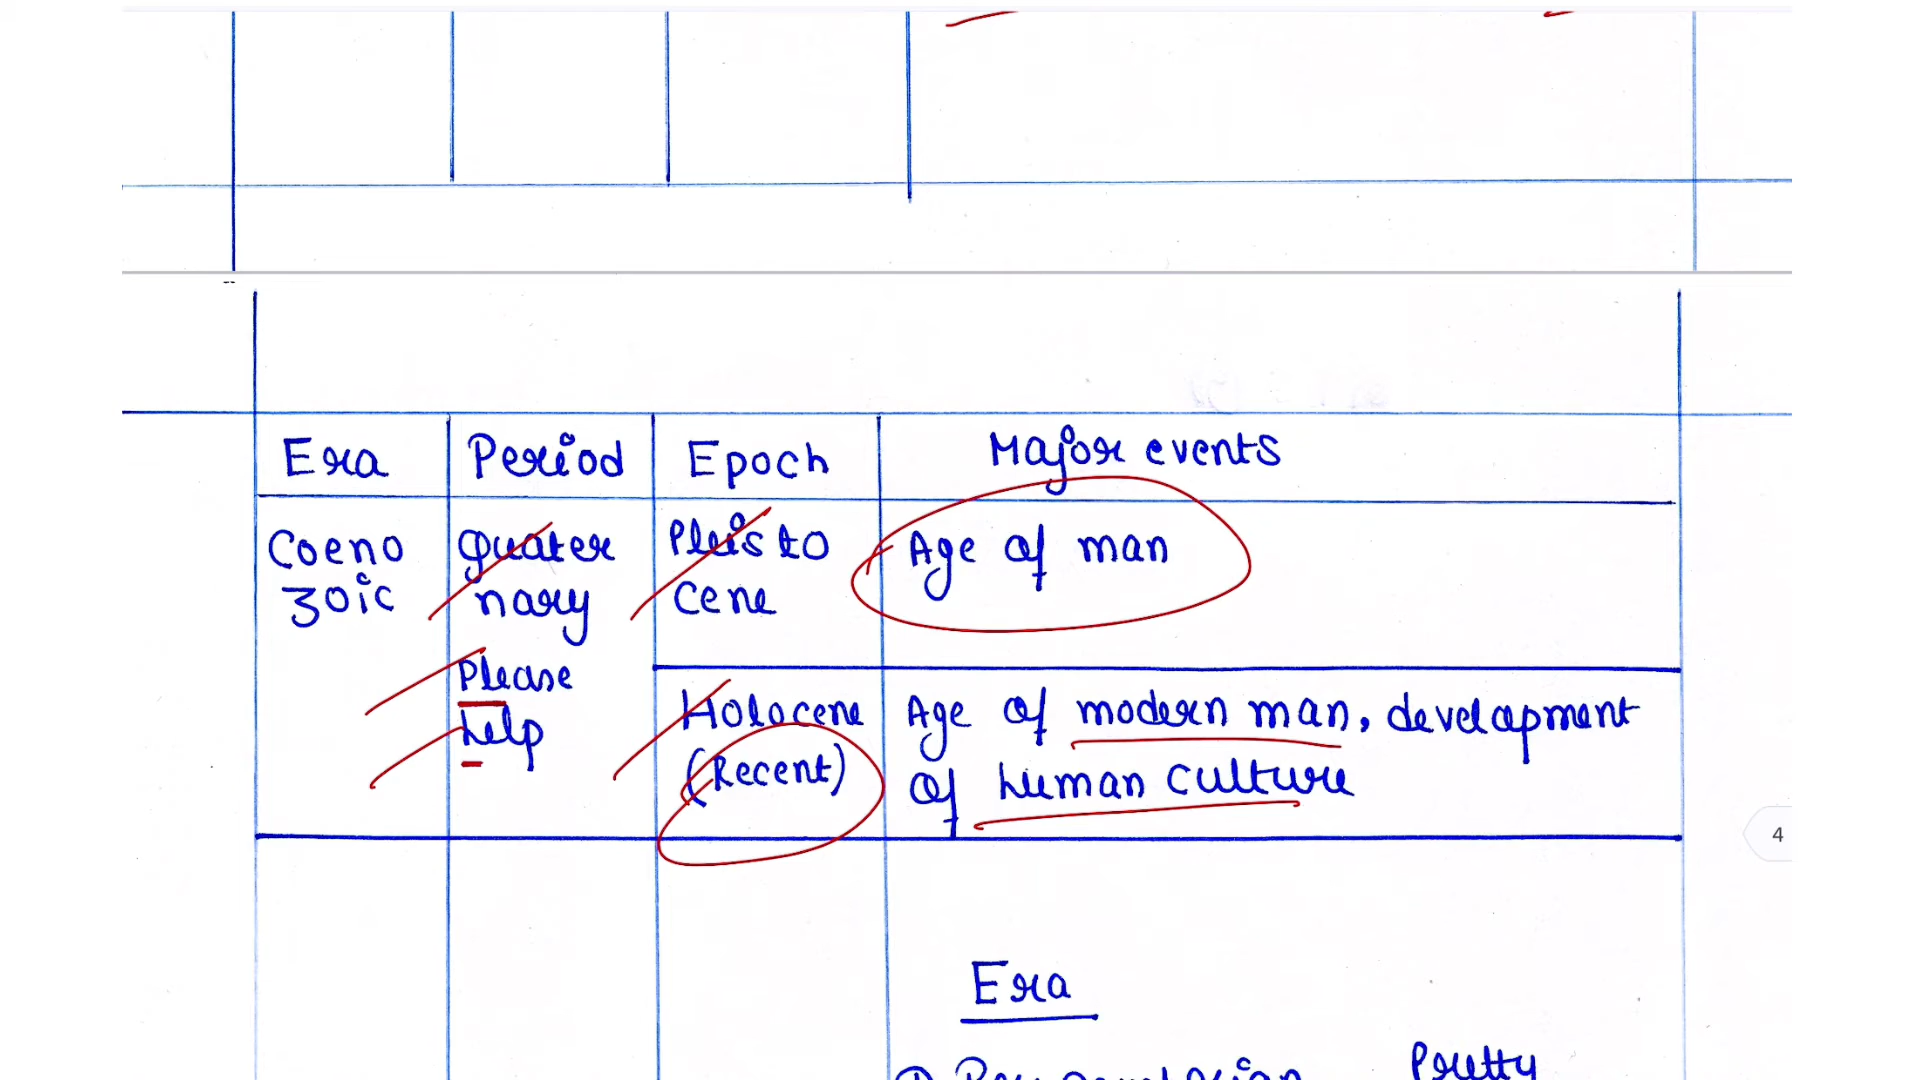 Era Period Epoch Major events
Coeno quater Pleisto Age of man
zoic nary cene
Please
help
Holocene Age of modern man, development
(Recent) of human culture
4
Era
Pretty